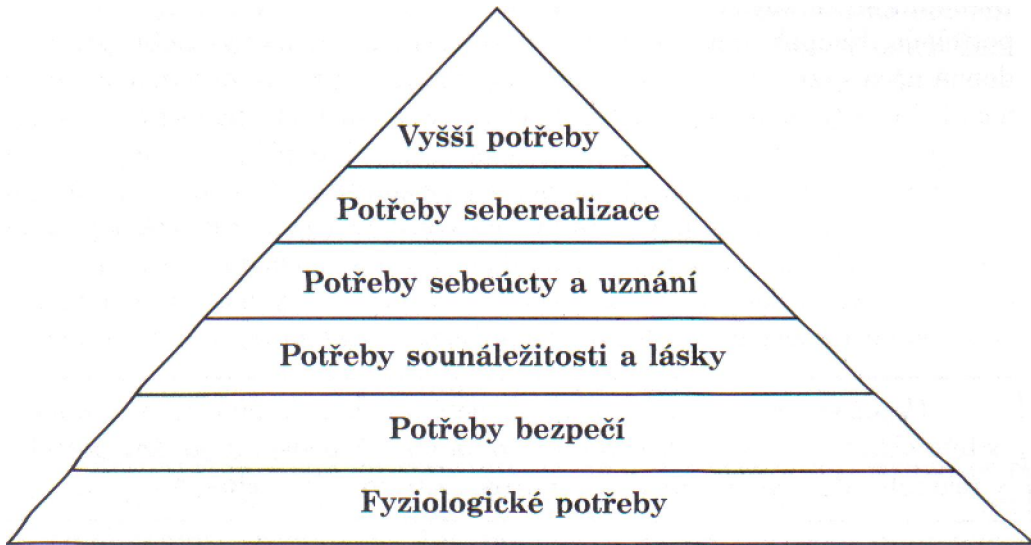 Vyšší potřeby
Potřeby seberealizace
Potřeby sebeúcty a uznání
Potřeby sounáležitosti a lásky
Potřeby bezpečí
Fyziologické potřeby